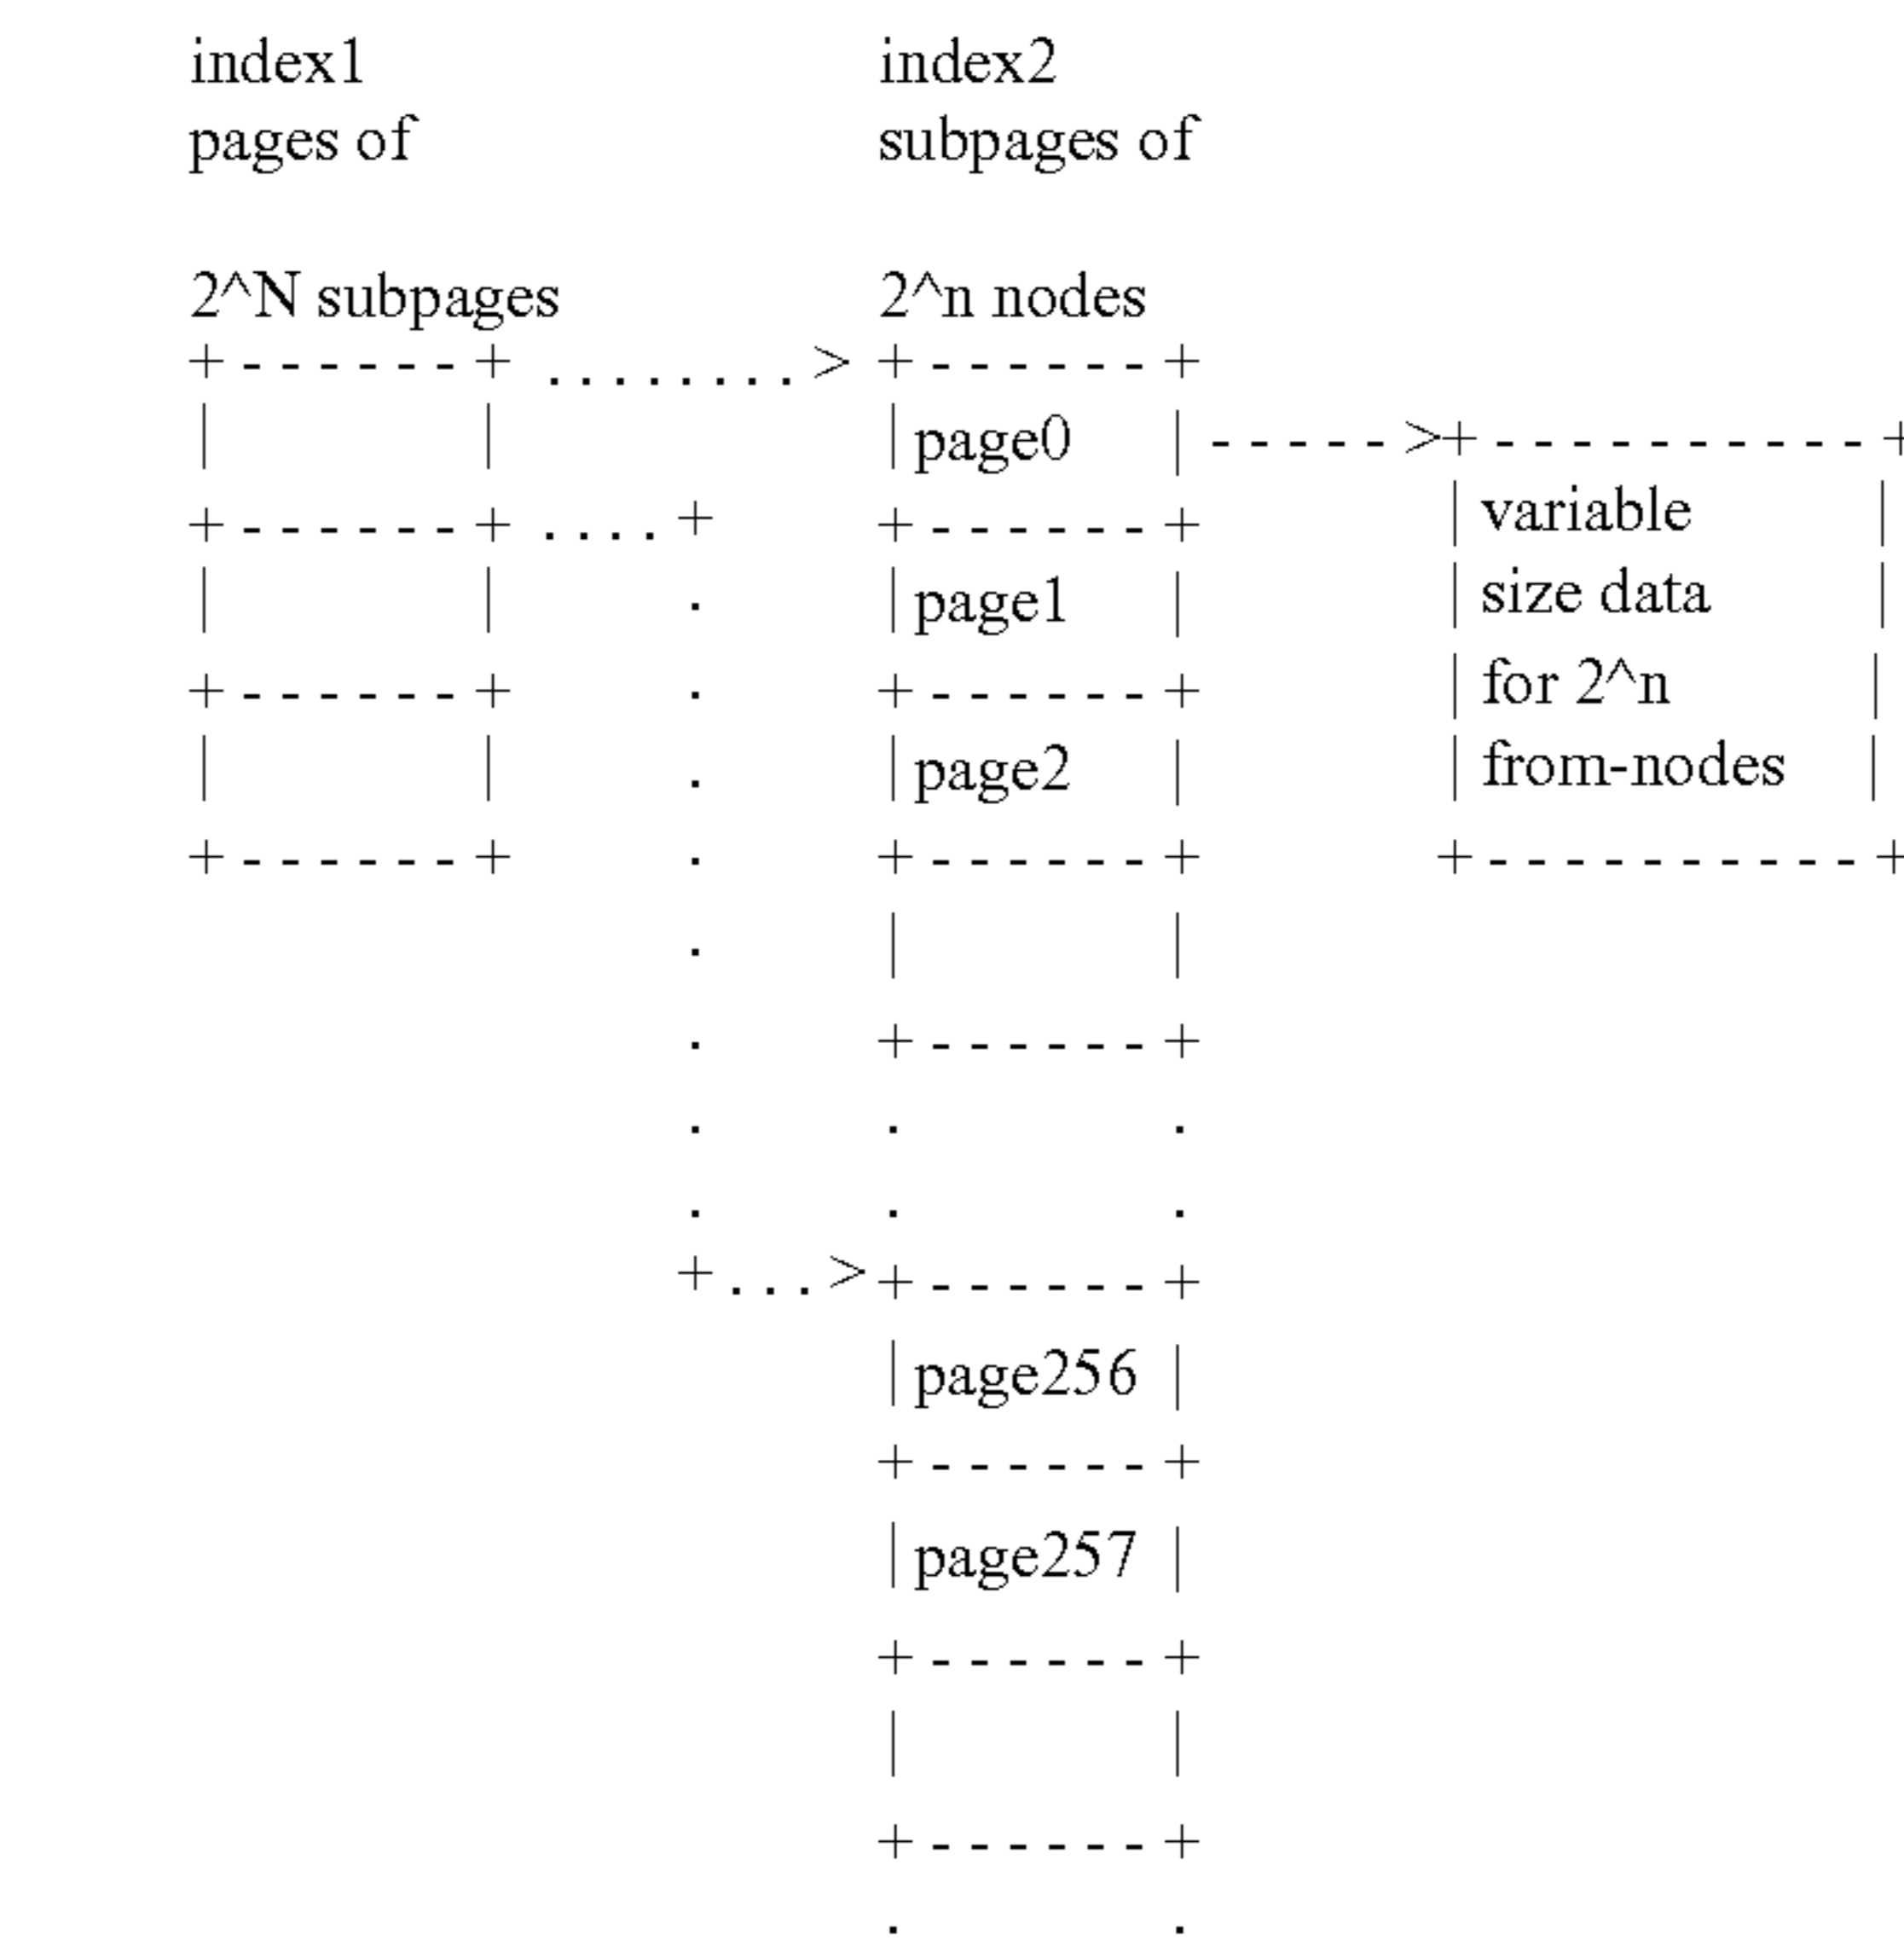 index1
pages of
2^N subpages
index2
subpages of
2^n nodes
page0
page1
page2
page256
page257
variable
size data
for 2^n
from-nodes